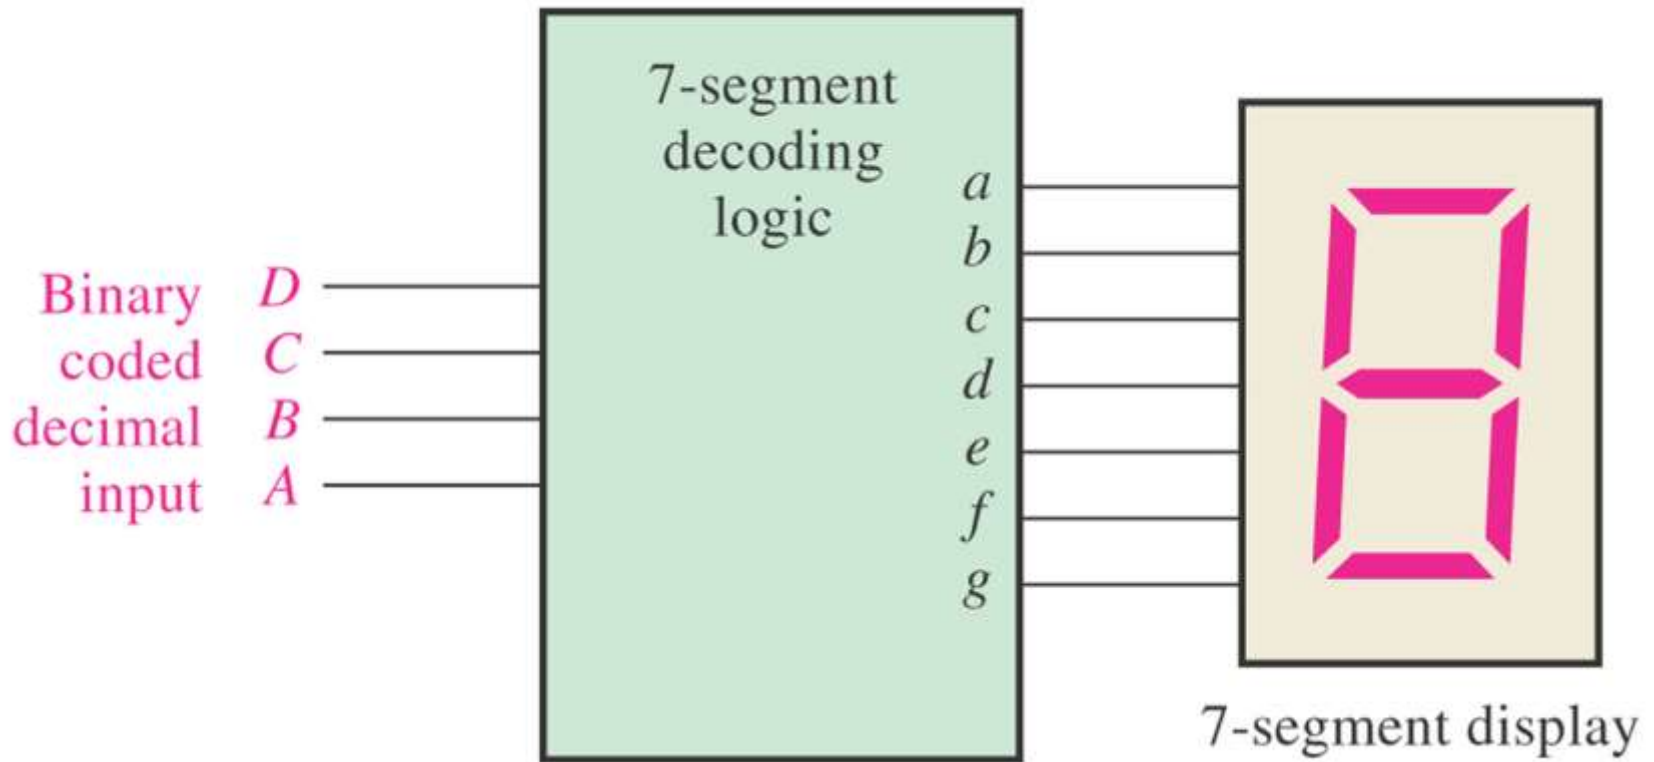 7-segment
decoding
logic
Binary
coded
decimal
input
D
C
B
A
a
b
c
d
e
f
g
7-segment display